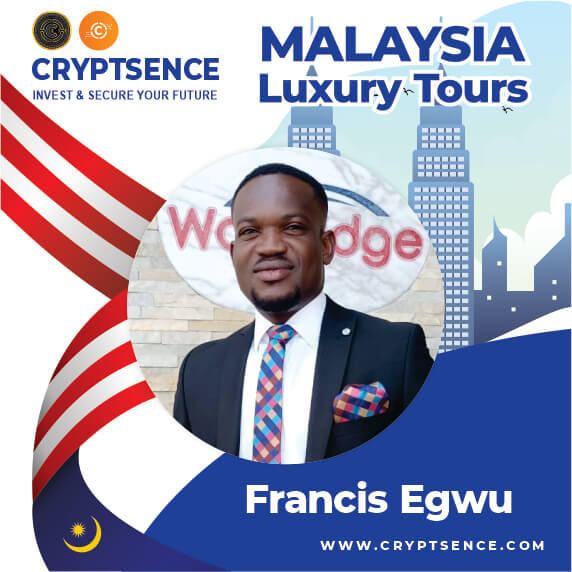 CRYPTSENCE
INVEST & SECURE YOUR FUTURE
MALAYSIA
Luxury Tours
Francis Egwu
WWW.CRYPTSENCE.COM